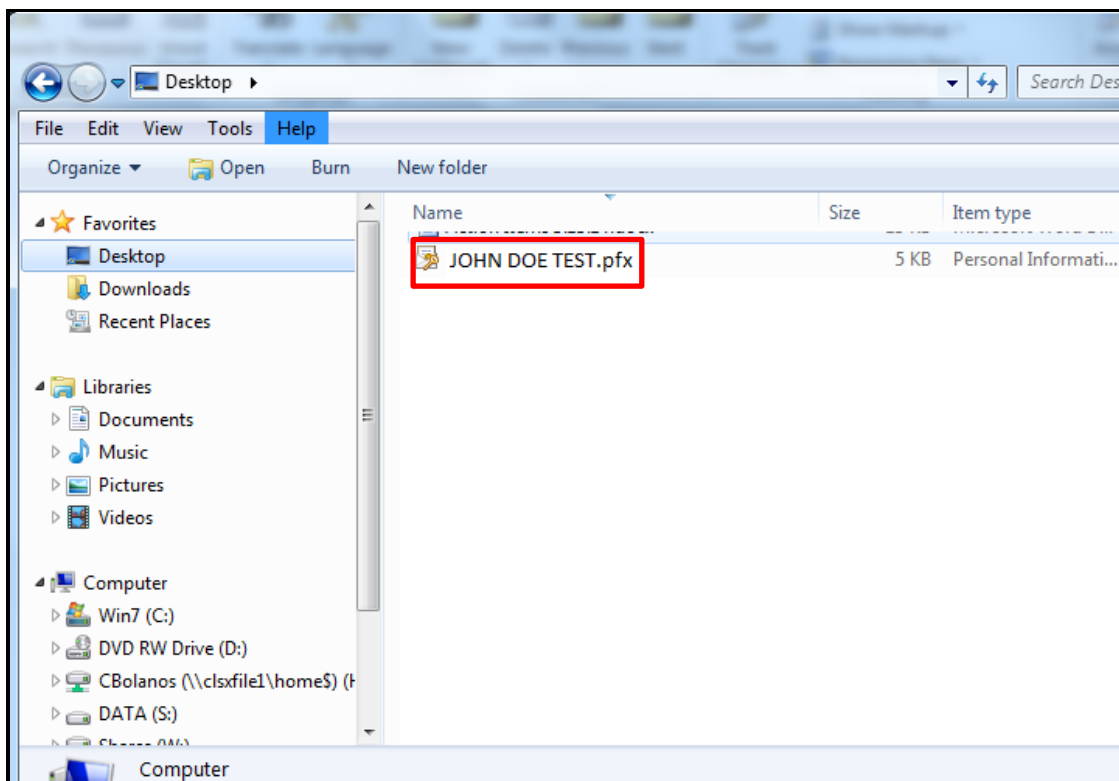 Desktop
Search Des
File Edit View Tools Help
Organize Open Burn New folder
Favorites
Desktop
Downloads
Recent Places
Libraries
Documents
Music
Pictures
Videos
Computer
Win7 (C:)
DVD RW Drive (D:)
CBolanos (\\clsxfile1\home$) (H
DATA (S:)
Name Size Item type
JOHN DOE TEST.pfx 5 KB Personal Informati...
Computer